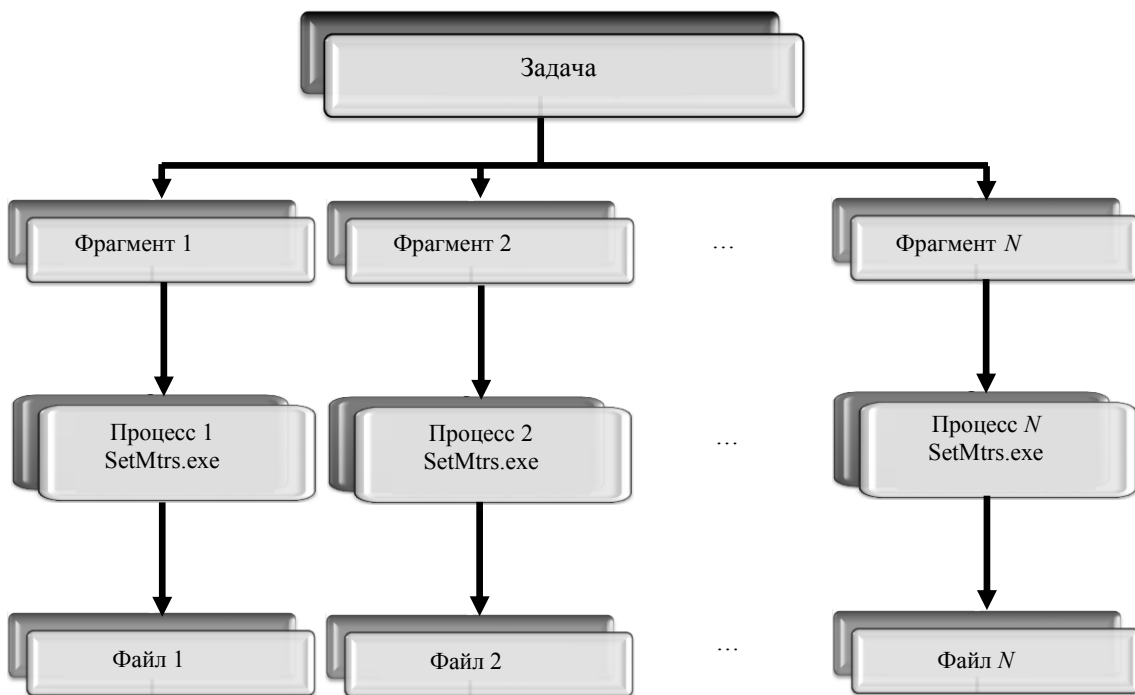 Задача
Фрагмент 1
Фрагмент 2
…
Фрагмент N
Процесс 1
SetMtrs.exe
Процесс 2
SetMtrs.exe
…
Процесс N
SetMtrs.exe
Файл 1
Файл 2
…
Файл N